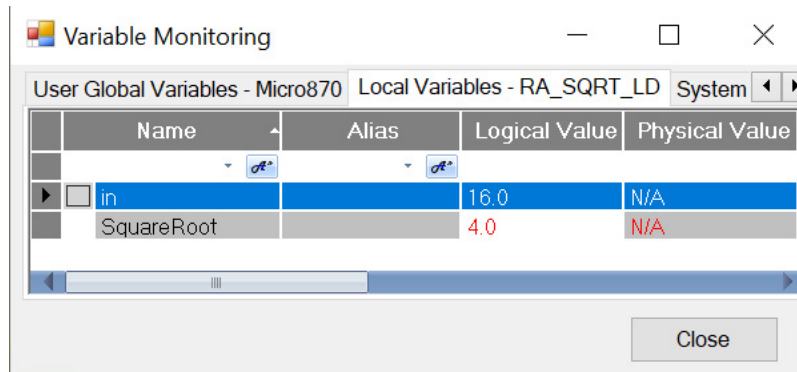 Variable Monitoring
User Global Variables - Micro870 Local Variables - RA_SQRT_LD System
Name Alias Logical Value Physical Value
in 16.0 N/A
SquareRoot 4.0 N/A
Close